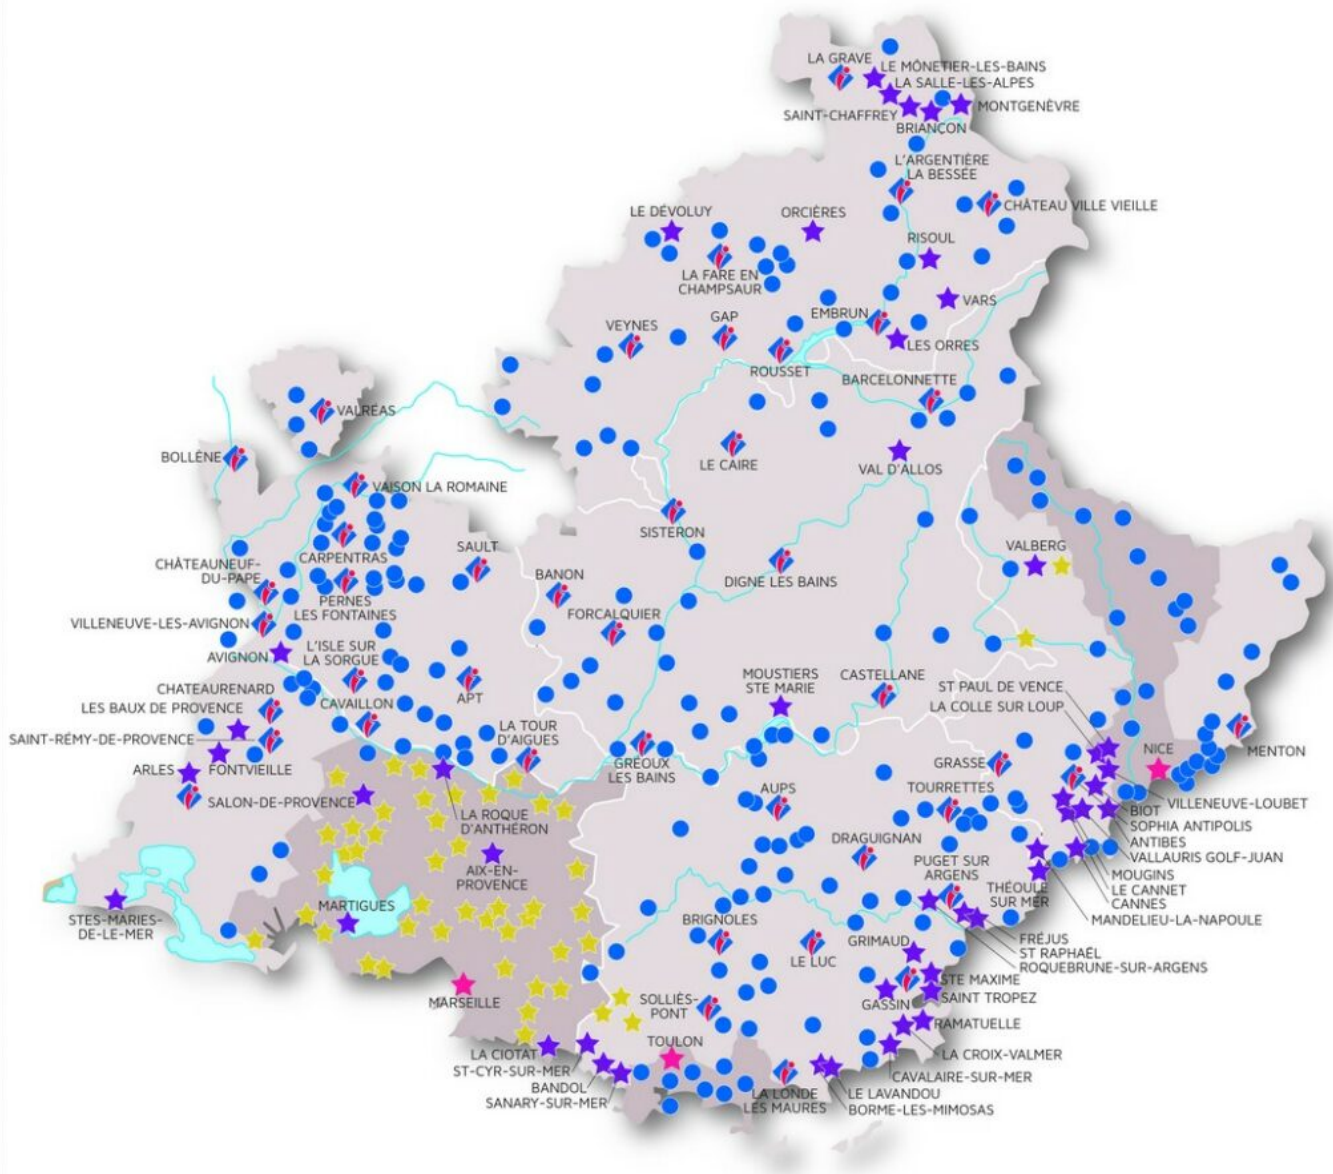 LA GRAVE
LE MÔNETIER-LES-BAINS
LA SALLE-LES-ALPES
SAINT-CHAFFREY
MONTGENÈVRE
BRIANÇON
L'ARGENTIÈRE
LA BESSÉE
CHÂTEAU VILLE VIEILLE
LE DÉVOLUY
ORCIÈRES
RISOUL
LA FARE EN
CHAMPSAUR
VARS
EMBRUN
GAP
VEYNES
LES ORRES
ROUSSET
BARCELONNETTE
VALRÉAS
BOLLÈNE
LE CAIRE
VAL D'ALLOS
VAISON LA ROMAINE
SISTERON
CARPENTRAS
SAULT
VALBERG
CHÂTEAUNEUF-
DU-PAPE
BANON
DIGNE LES BAINS
PERNES
LES FONTAINES
FORCALQUIER
VILLENEUVE-LES-AVIGNON
L'ISLE SUR
LA SORGUE
AVIGNON
MOUSTIERS
STE MARIE
CASTELLANE
ST PAUL DE VENCE
CHATEAURENARD
APT
LA COLLE SUR LOUP
LES BAUX DE PROVENCE
CAVAILLON
LA TOUR
D'AIGUES
SAINT-RÉMY-DE-PROVENCE
NICE
MENTON
GRÉOUX
LES BAINS
GRASSE
ARLES
FONTVIEILLE
SALON-DE-PROVENCE
AUPS
TOURRETTES
VILLENEUVE-LOUBET
LA ROQUE
D'ANTHÉRON
BIOT
SOPHIA ANTIPOLIS
DRAGUIGNAN
ANTIBES
VALLAURIS GOLF-JUAN
AIX-EN-
PROVENCE
PUGET SUR
ARGENS
MOUGINS
THÉOULE
SUR MER
LE CANNET
CANNES
MARTIGUES
STES-MARIES-
DE-LE-MER
BRIGNOLES
MANDELIEU-LA-NAPOULE
GRIMAUD
FRÉJUS
LE LUC
ST RAPHAËL
ROQUEBRUNE-SUR-ARGENS
STE MAXIME
MARSEILLE
SOLLIÈS-
PONT
GASSIN
SAINT TROPEZ
RAMATUELLE
TOULON
LA CIOTAT
LA CROIX-VALMER
ST-CYR-SUR-MER
CAVALAIRE-SUR-MER
BANDOL
LA LONDE
LES MAURES
LE LAVANDOU
SANARY-SUR-MER
BORME-LES-MIMOSAS